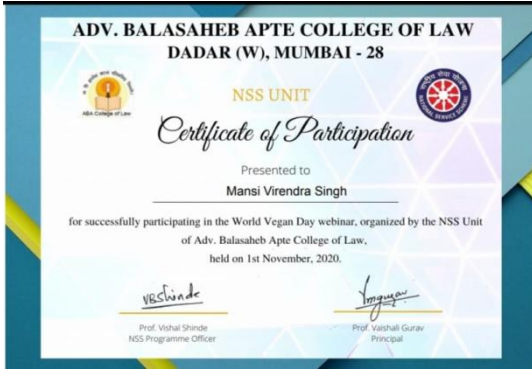 ADV. BALASAHEB APTE COLLEGE OF LAW
DADAR (W), MUMBAI - 28
ABA College of Law
NSS UNIT
NATIONAL SERVICE SCHEME
Certificate of Participation
Presented to
Mansi Virendra Singh
for successfully participating in the World Vegan Day webinar, organized by the NSS Unit
of Adv. Balasaheb Apte College of Law,
held on 1st November, 2020.
VBShinde
Prof. Vishal Shinde
NSS Programme Officer
Prof. Vaishali Gurav
Principal